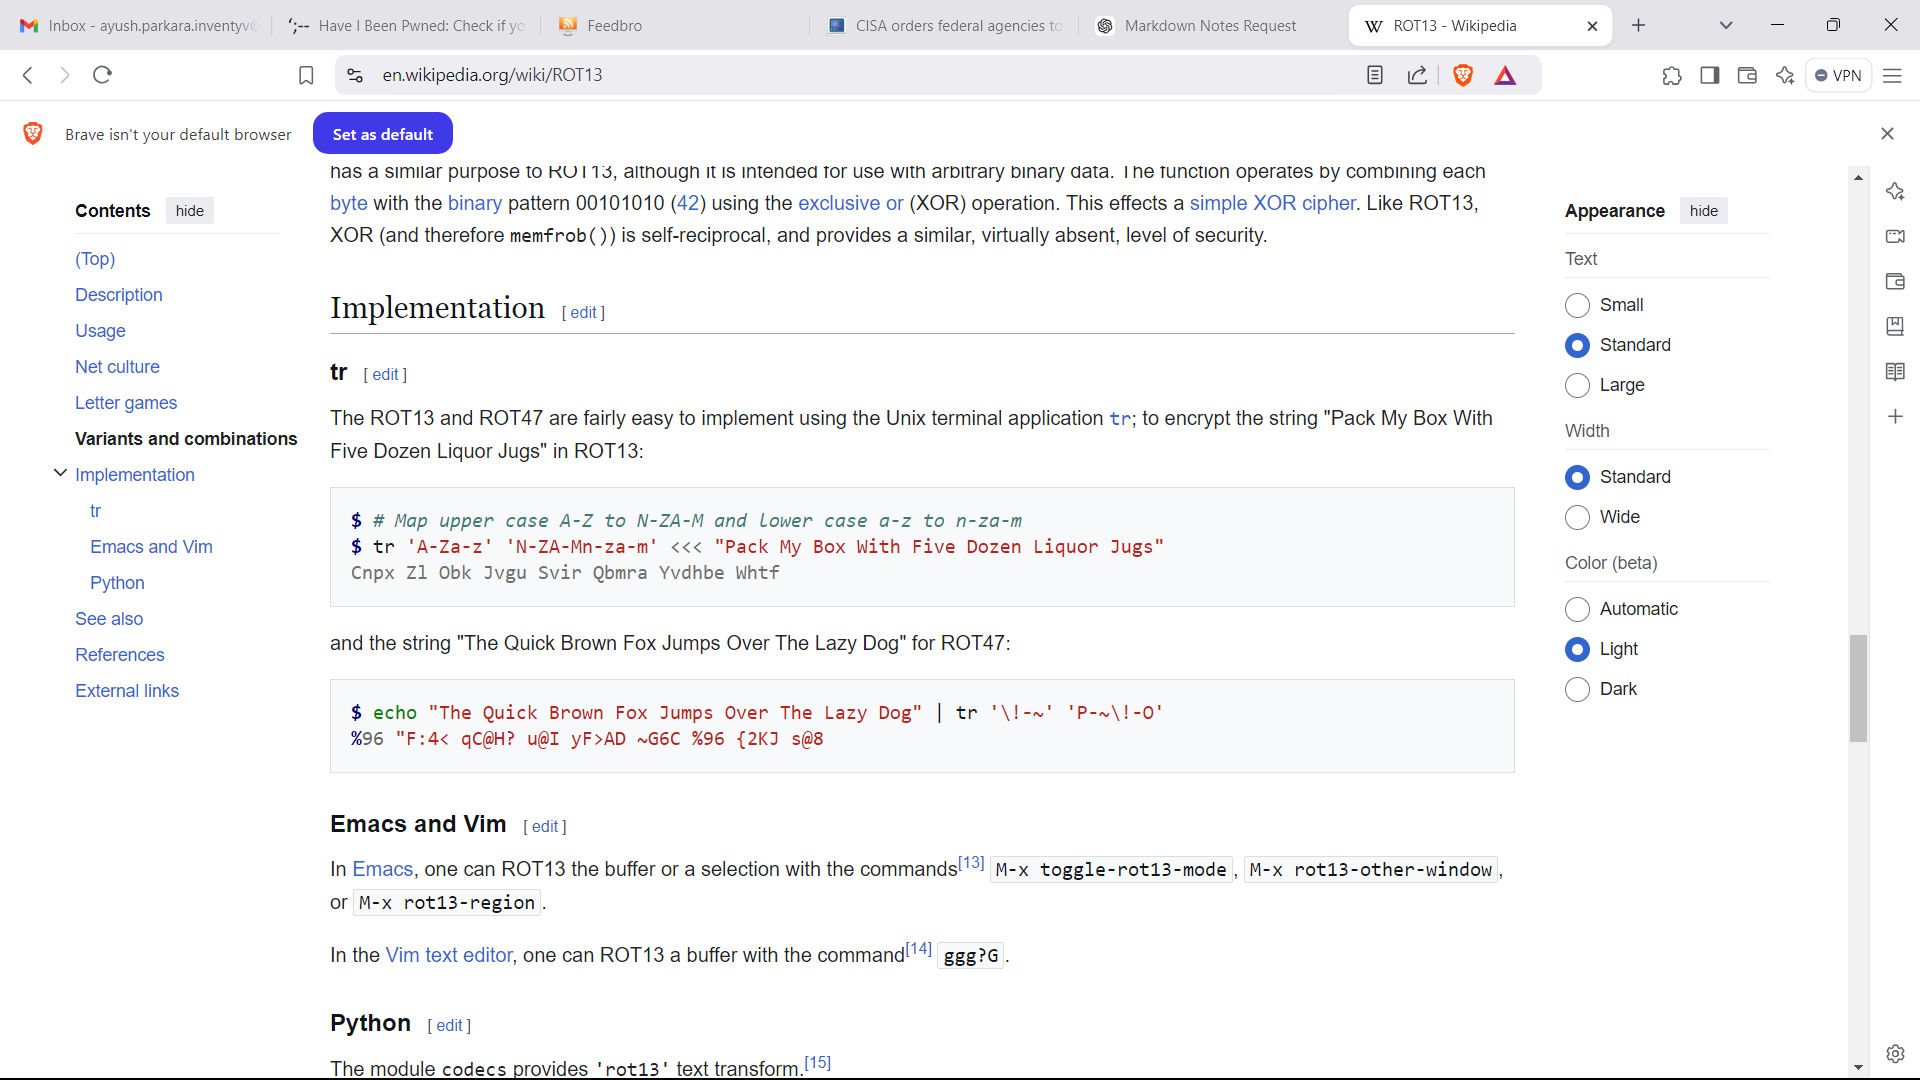 Inbox - ayush.parkara.inventyv@
Have I Been Pwned: Check if yo
Feedbro
CISA orders federal agencies to
Markdown Notes Request
ROT13 - Wikipedia
en.wikipedia.org/wiki/ROT13
VPN
Brave isn't your default browser
Set as default
Contents hide
(Top)
Description
Usage
Net culture
Letter games
Variants and combinations
Implementation
tr
Emacs and Vim
Python
See also
References
External links
has a similar purpose to ROT13, although it is intended for use with arbitrary binary data. The function operates by combining each
byte with the binary pattern 00101010 (42) using the exclusive or (XOR) operation. This effects a simple XOR cipher. Like ROT13,
XOR (and therefore memfrob()) is self-reciprocal, and provides a similar, virtually absent, level of security.
Implementation [ edit ]
tr [ edit ]
The ROT13 and ROT47 are fairly easy to implement using the Unix terminal application tr; to encrypt the string "Pack My Box With
Five Dozen Liquor Jugs" in ROT13:
$ # Map upper case A-Z to N-ZA-M and lower case a-z to n-za-m
$ tr 'A-Za-z' 'N-ZA-Mn-za-m' <<< "Pack My Box With Five Dozen Liquor Jugs"
Cnpx Zl Obk Jvgu Svir Qbmra Yvdhbe Whtf
and the string "The Quick Brown Fox Jumps Over The Lazy Dog" for ROT47:
$ echo "The Quick Brown Fox Jumps Over The Lazy Dog" | tr '\!-~' 'P-~\!-O'
%96 "F:4< qC@H? u@I yF>AD ~G6C %96 {2KJ s@8
Emacs and Vim [ edit ]
In Emacs, one can ROT13 the buffer or a selection with the commands[13] M-x toggle-rot13-mode, M-x rot13-other-window,
or M-x rot13-region.
In the Vim text editor, one can ROT13 a buffer with the command[14] ggg?G.
Python [ edit ]
The module codecs provides 'rot13' text transform.[15]
Appearance hide
Text
Small
Standard
Large
Width
Standard
Wide
Color (beta)
Automatic
Light
Dark